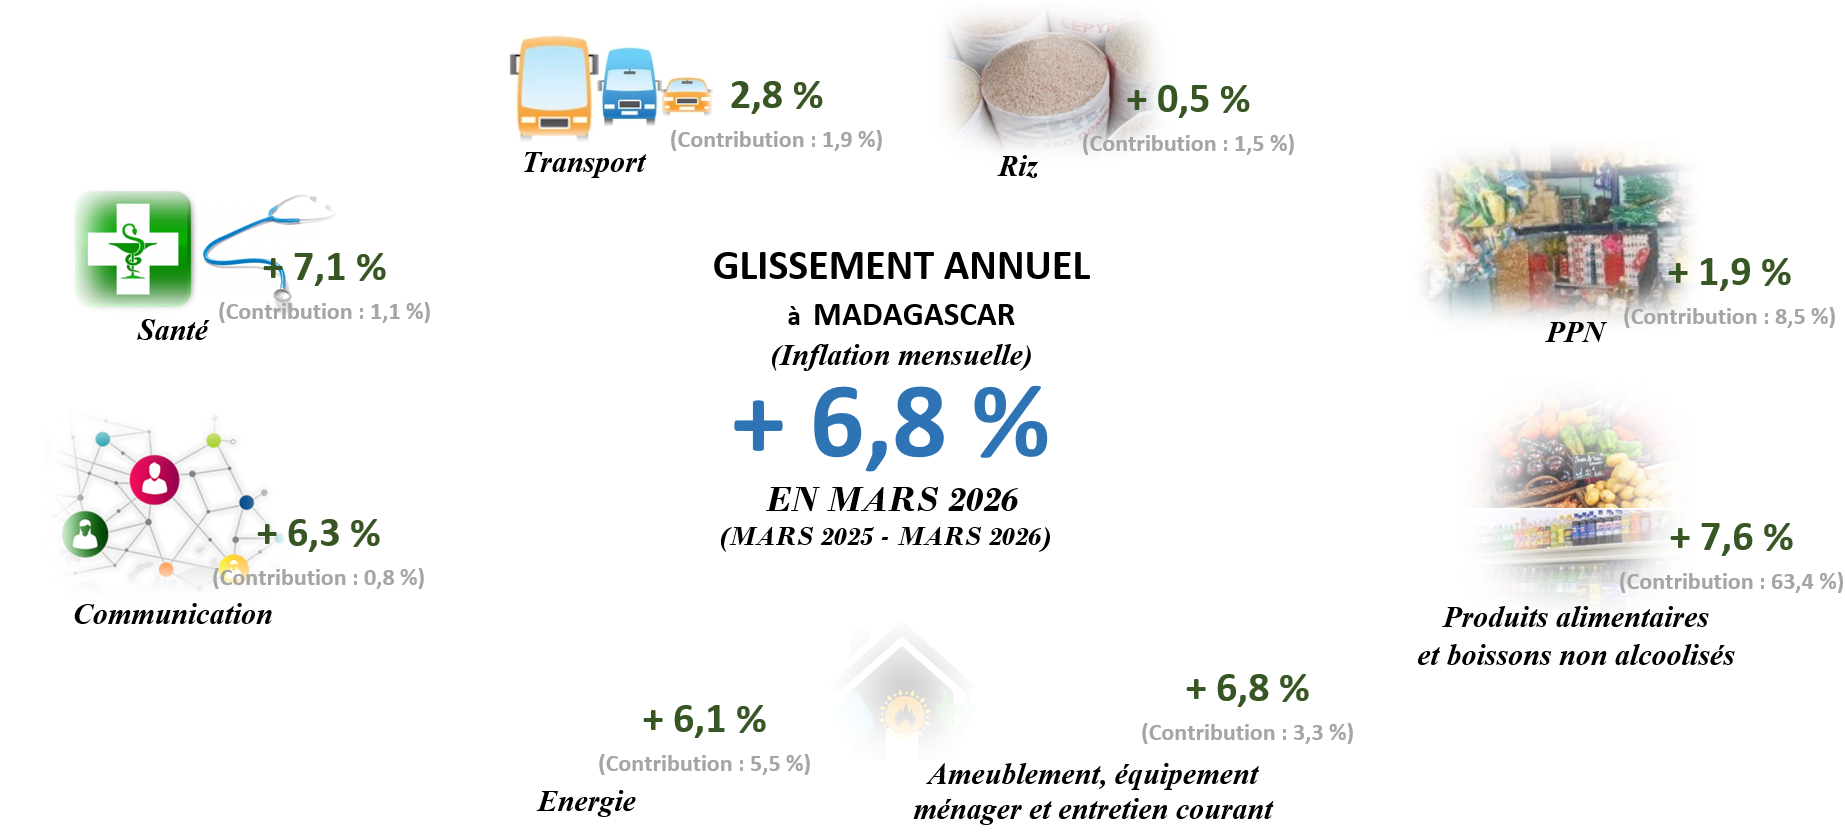 2,8 %
(Contribution : 1,9 %)
Transport
+ 0,5 %
(Contribution : 1,5 %)
Riz
+ 7,1 %
(Contribution : 1,1 %)
Santé
GLISSEMENT ANNUEL
à MADAGASCAR
(Inflation mensuelle)
+ 6,8 %
EN MARS 2026
(MARS 2025 - MARS 2026)
+ 1,9 %
(Contribution : 8,5 %)
PPN
+ 6,3 %
(Contribution : 0,8 %)
Communication
+ 7,6 %
(Contribution : 63,4 %)
Produits alimentaires
et boissons non alcoolisés
+ 6,1 %
(Contribution : 5,5 %)
Energie
+ 6,8 %
(Contribution : 3,3 %)
Ameublement, équipement
ménager et entretien courant